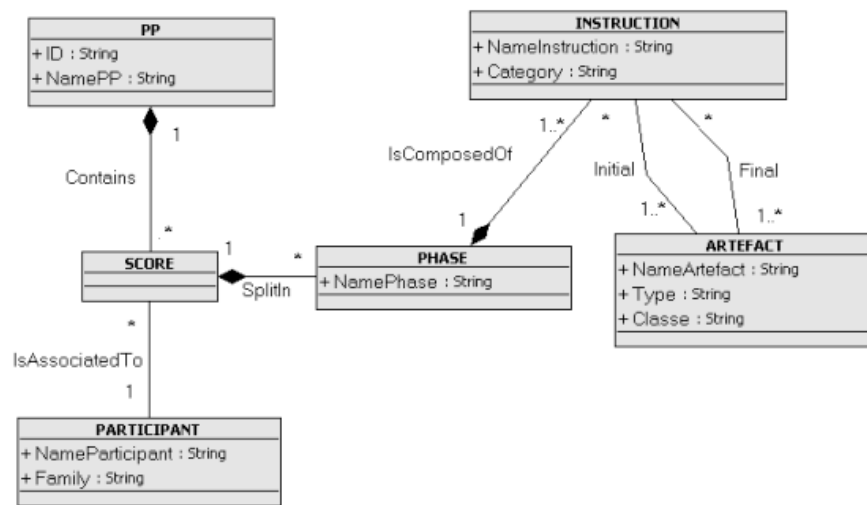 PP
+ ID : String
+ NamePP : String
1
Contains
.*
SCORE
1
SplitIn
*
*
IsAssociatedTo
1
PARTICIPANT
+ NameParticipant : String
+ Family : String
PHASE
+ NamePhase : String
1
IsComposedOf
1..*
INSTRUCTION
+ NameInstruction : String
+ Category : String
*
Initial
1..*
*
Final
1..*
ARTEFACT
+ NameArtefact : String
+ Type : String
+ Classe : String